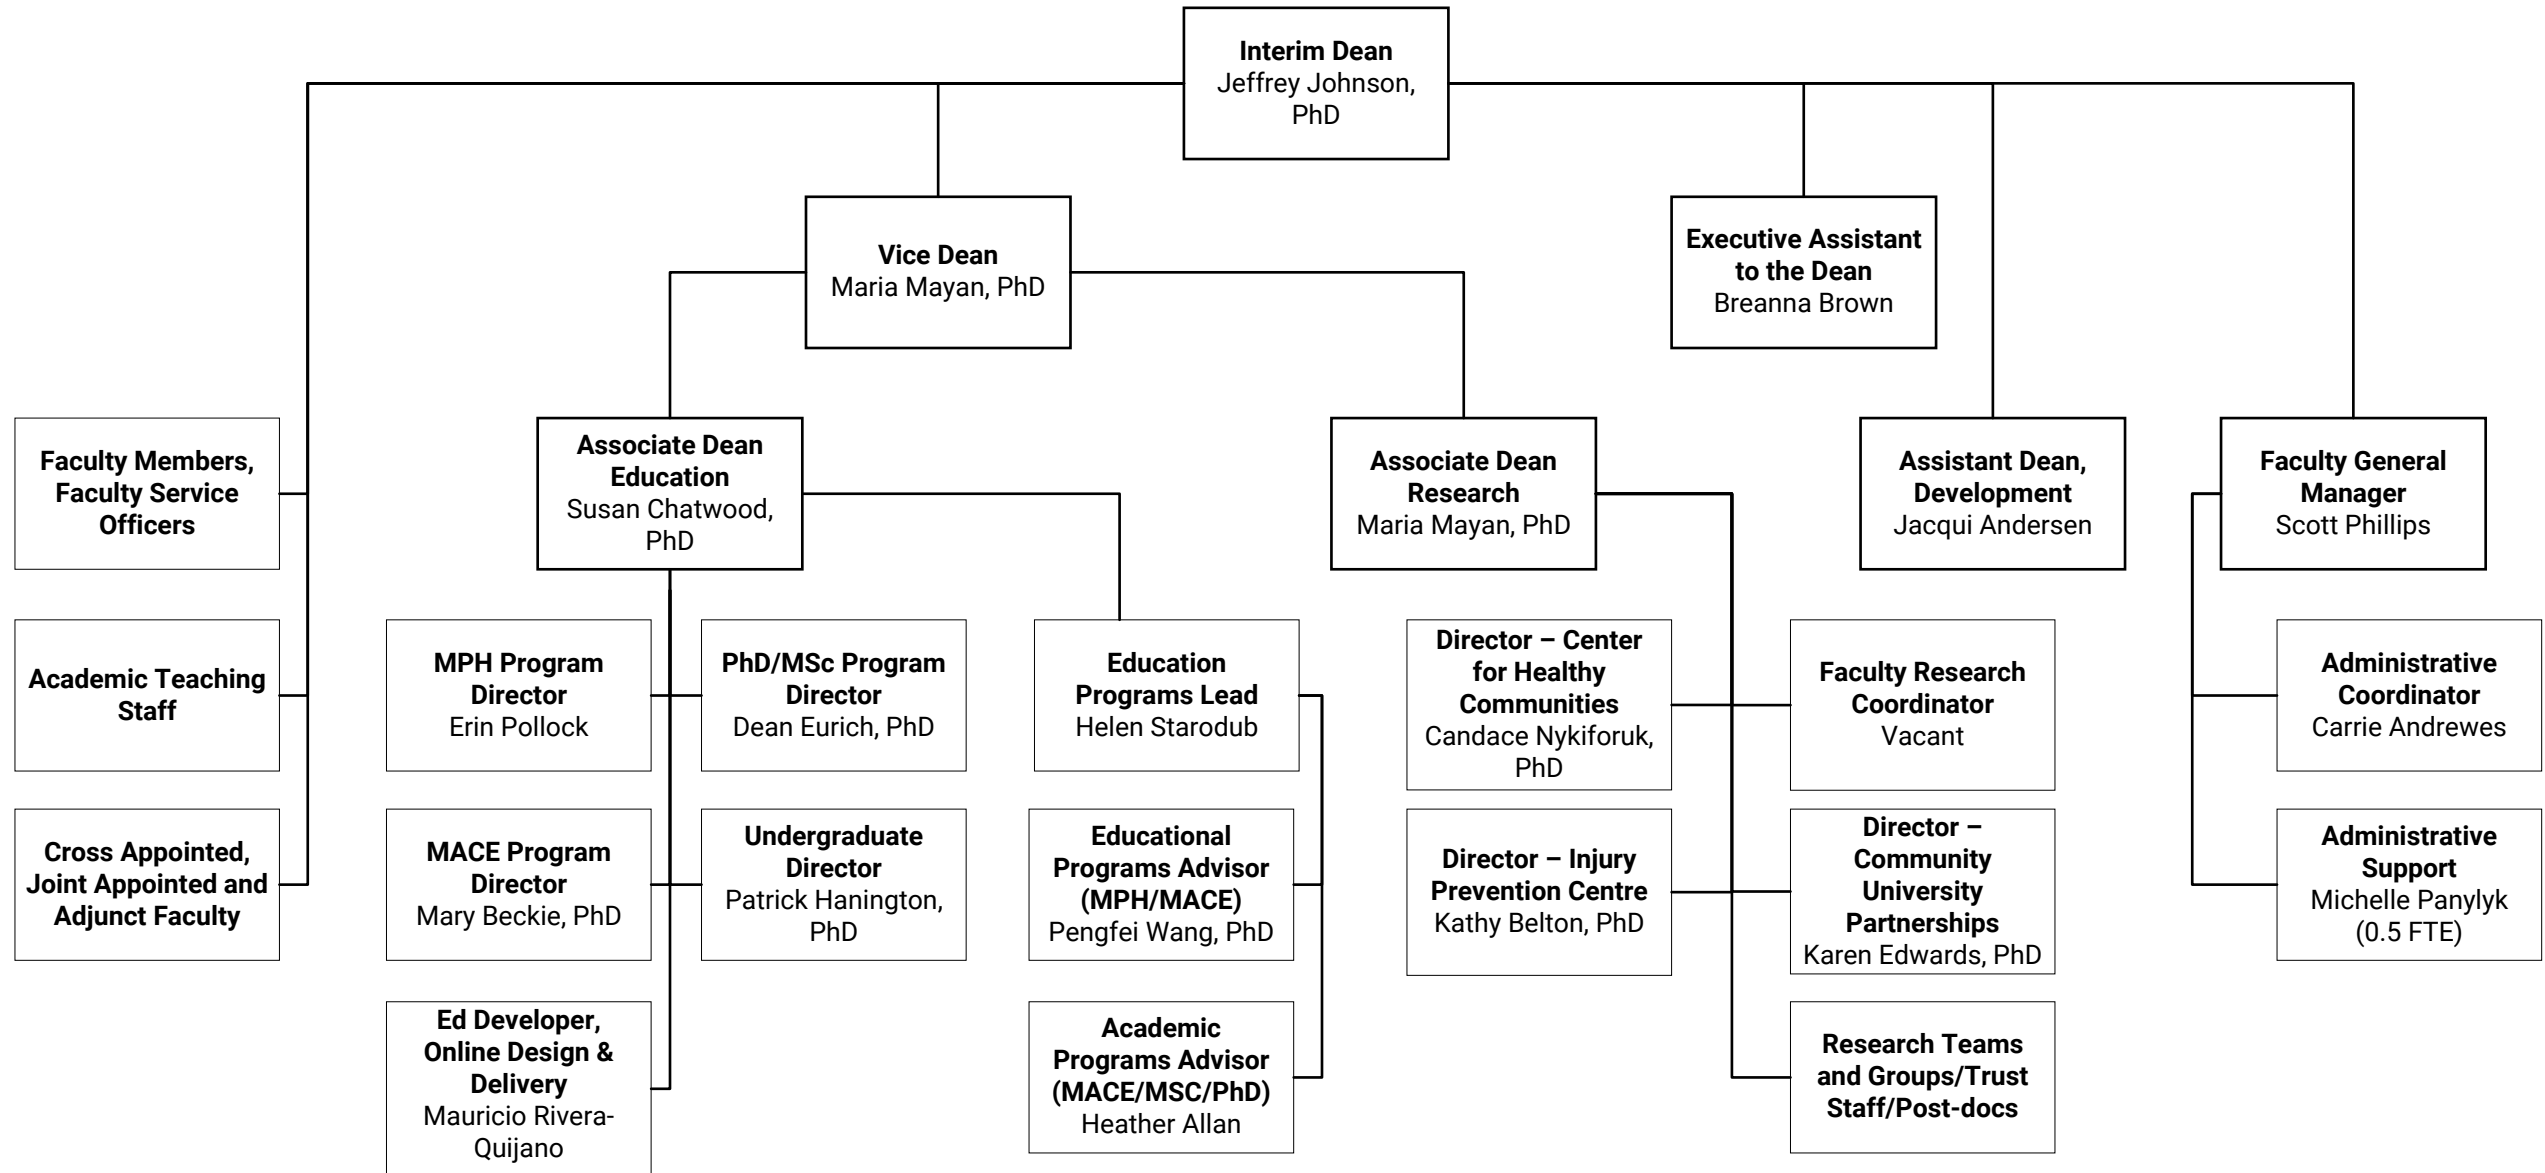 Interim Dean
Jeffrey Johnson,
PhD
Vice Dean
Maria Mayan, PhD
Executive Assistant
to the Dean
Breanna Brown
Faculty Members,
Faculty Service
Officers
Associate Dean
Education
Susan Chatwood,
PhD
Associate Dean
Research
Maria Mayan, PhD
Assistant Dean,
Development
Jacqui Andersen
Faculty General
Manager
Scott Phillips
Academic Teaching
Staff
MPH Program
Director
Erin Pollock
PhD/MSc Program
Director
Dean Eurich, PhD
Education
Programs Lead
Helen Starodub
Director – Center
for Healthy
Communities
Candace Nykiforuk,
PhD
Faculty Research
Coordinator
Vacant
Administrative
Coordinator
Carrie Andrewes
Cross Appointed,
Joint Appointed and
Adjunct Faculty
MACE Program
Director
Mary Beckie, PhD
Undergraduate
Director
Patrick Hanington,
PhD
Educational
Programs Advisor
(MPH/MACE)
Pengfei Wang, PhD
Director – Injury
Prevention Centre
Kathy Belton, PhD
Director –
Community
University
Partnerships
Karen Edwards, PhD
Administrative
Support
Michelle Panylyk
(0.5 FTE)
Ed Developer,
Online Design &
Delivery
Mauricio Rivera-
Quijano
Academic
Programs Advisor
(MACE/MSC/PhD)
Heather Allan
Research Teams
and Groups/Trust
Staff/Post-docs